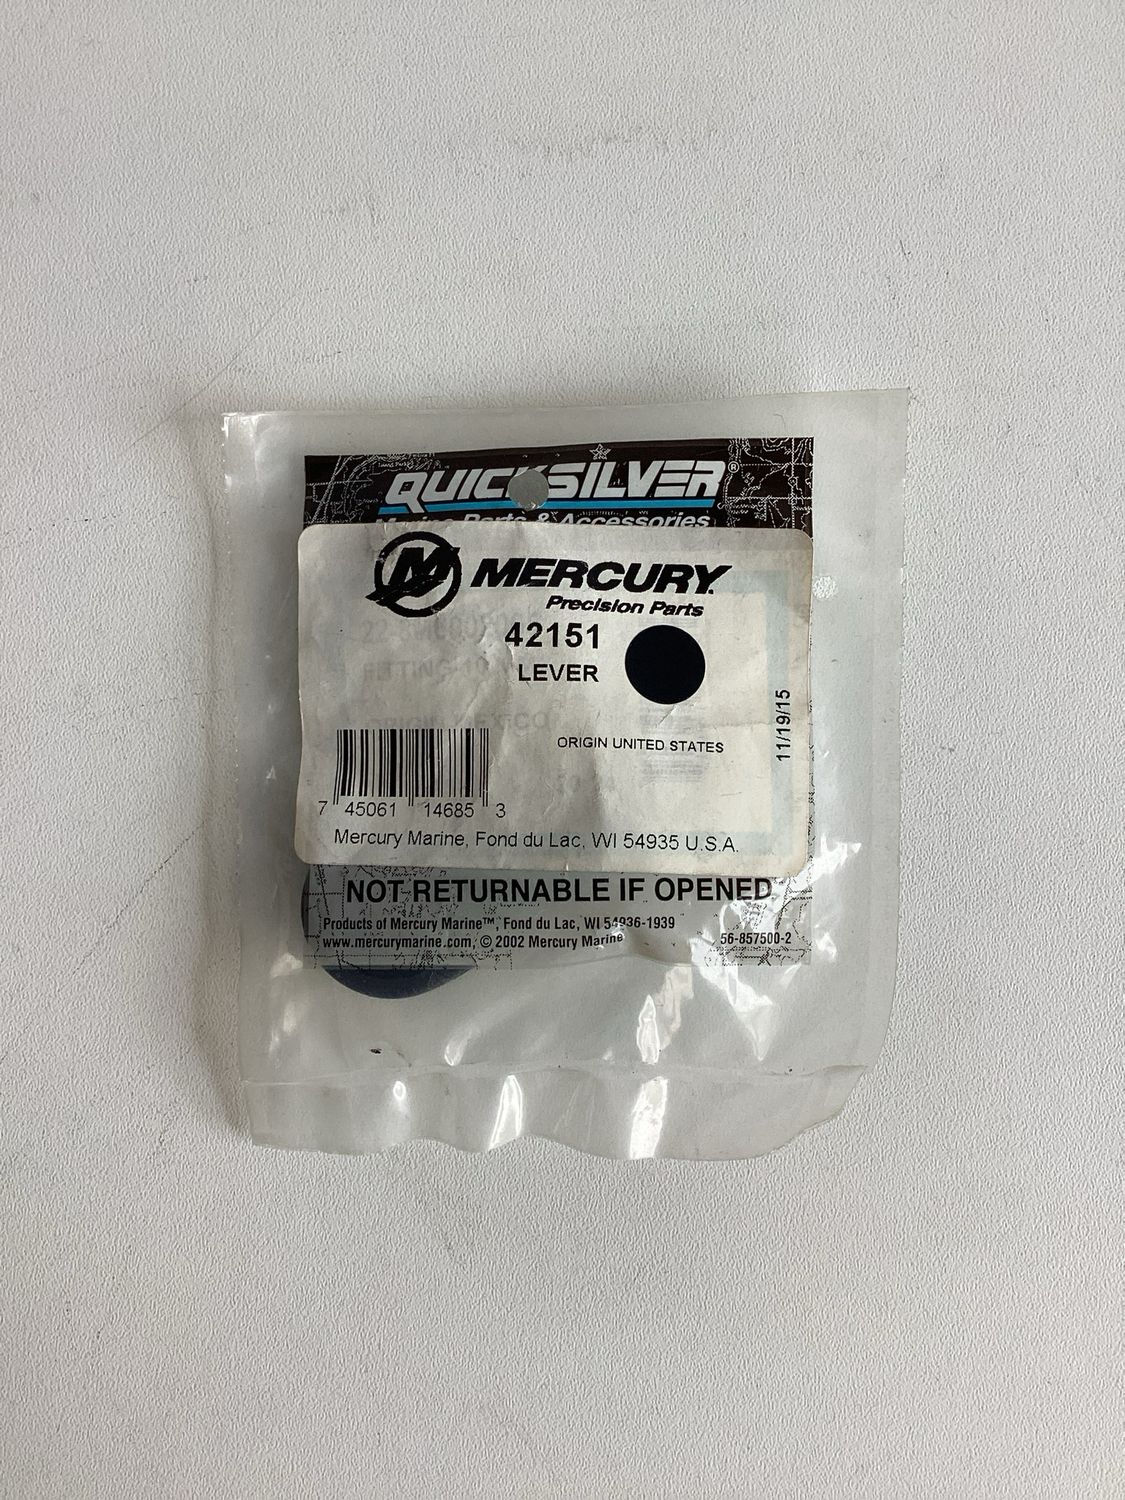 QUICKSILVER®
Marine Parts & Accessories
MERCURY
Precision Parts
42151
LEVER
11/19/15
ORIGIN UNITED STATES
7 45061 14685 3
Mercury Marine, Fond du Lac, WI 54935 U.S.A.
NOT RETURNABLE IF OPENED
Products of Mercury Marine™, Fond du Lac, WI 54936-1939
www.mercurymarine.com, © 2002 Mercury Marine
56-857500-2